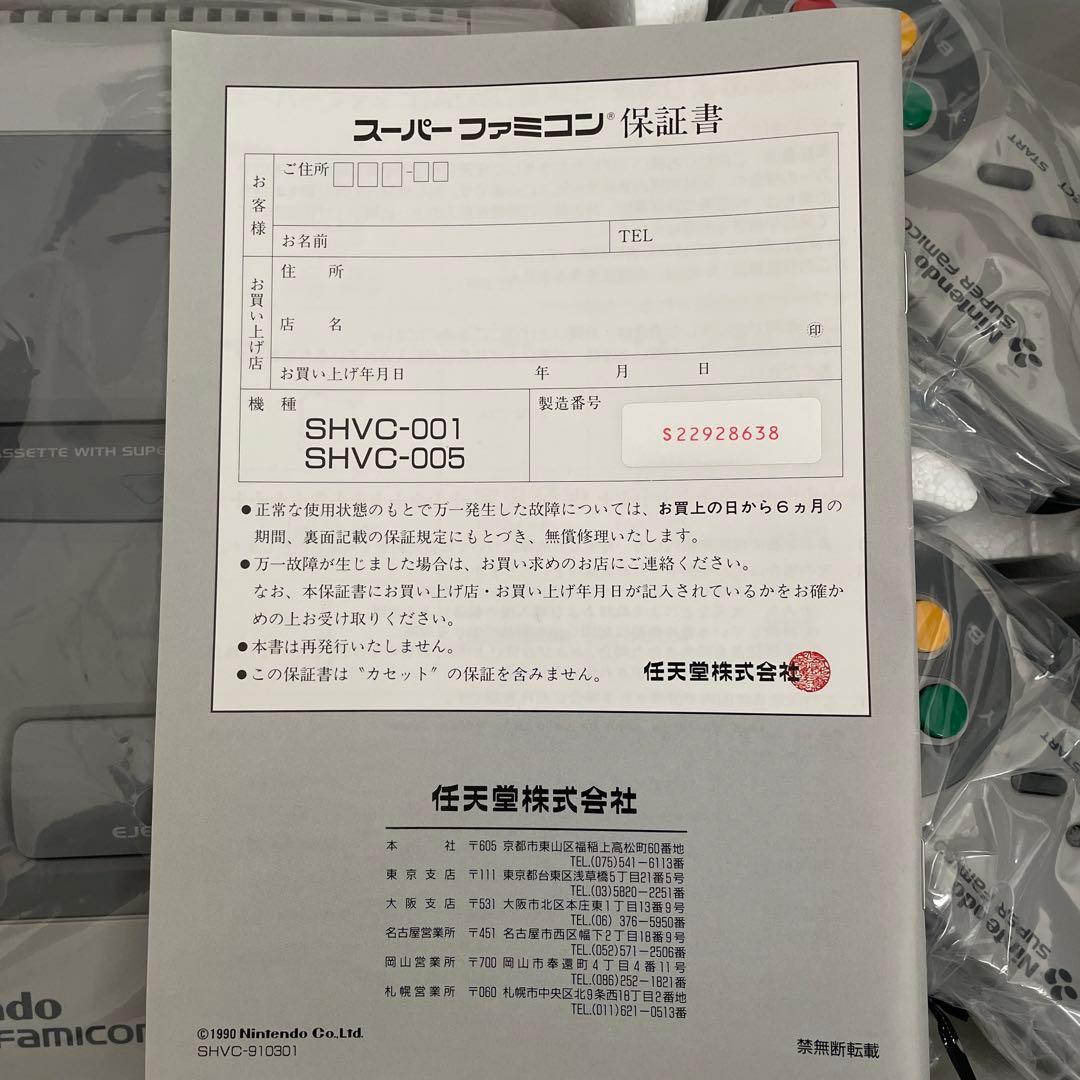 スーパーファミコン®保証書
お客様
ご住所
お名前
TEL
お買い上げ店
住 所
店 名
印
お買い上げ年月日 年 月 日
機 種
SHVC-001
SHVC-005
製造番号
S22928638
●正常な使用状態のもとで万一発生した故障については、お買上の日から6ヵ月の
期間、裏面記載の保証規定にもとづき、無償修理いたします。
●万一故障が生じました場合は、お買い求めのお店にご連絡ください。
なお、本保証書にお買い上げ店・お買い上げ年月日が記入されているかをお確か
めの上お受け取りください。
●本書は再発行いたしません。
●この保証書は〝カセット〞の保証を含みません。
任天堂株式会社
任天堂株式会社
本 社 〒605 京都市東山区福稲上高松町60番地
TEL.(075)541-6113番
東京支店 〒111 東京都台東区浅草橋5丁目21番5号
TEL.(03)5820-2251番
大阪支店 〒531 大阪市北区本庄東1丁目13番9号
TEL.(06) 376-5950番
名古屋営業所 〒451 名古屋市西区幅下2丁目18番9号
TEL.(052)571-2506番
岡山営業所 〒700 岡山市奉還町4丁目4番11号
TEL.(086)252-1821番
札幌営業所 〒060 札幌市中央区北9条西18丁目2番地
TEL.(011)621-0513番
©1990 Nintendo Co.,Ltd.
SHVC-910301
禁無断転載
ASSETTE WITH SUPE
EJE
ndo
FAMICOM
B
START
ECT
Nintendo
SUPER FAMICO
B
Y
START
Nintendo
SUPER FAMIC